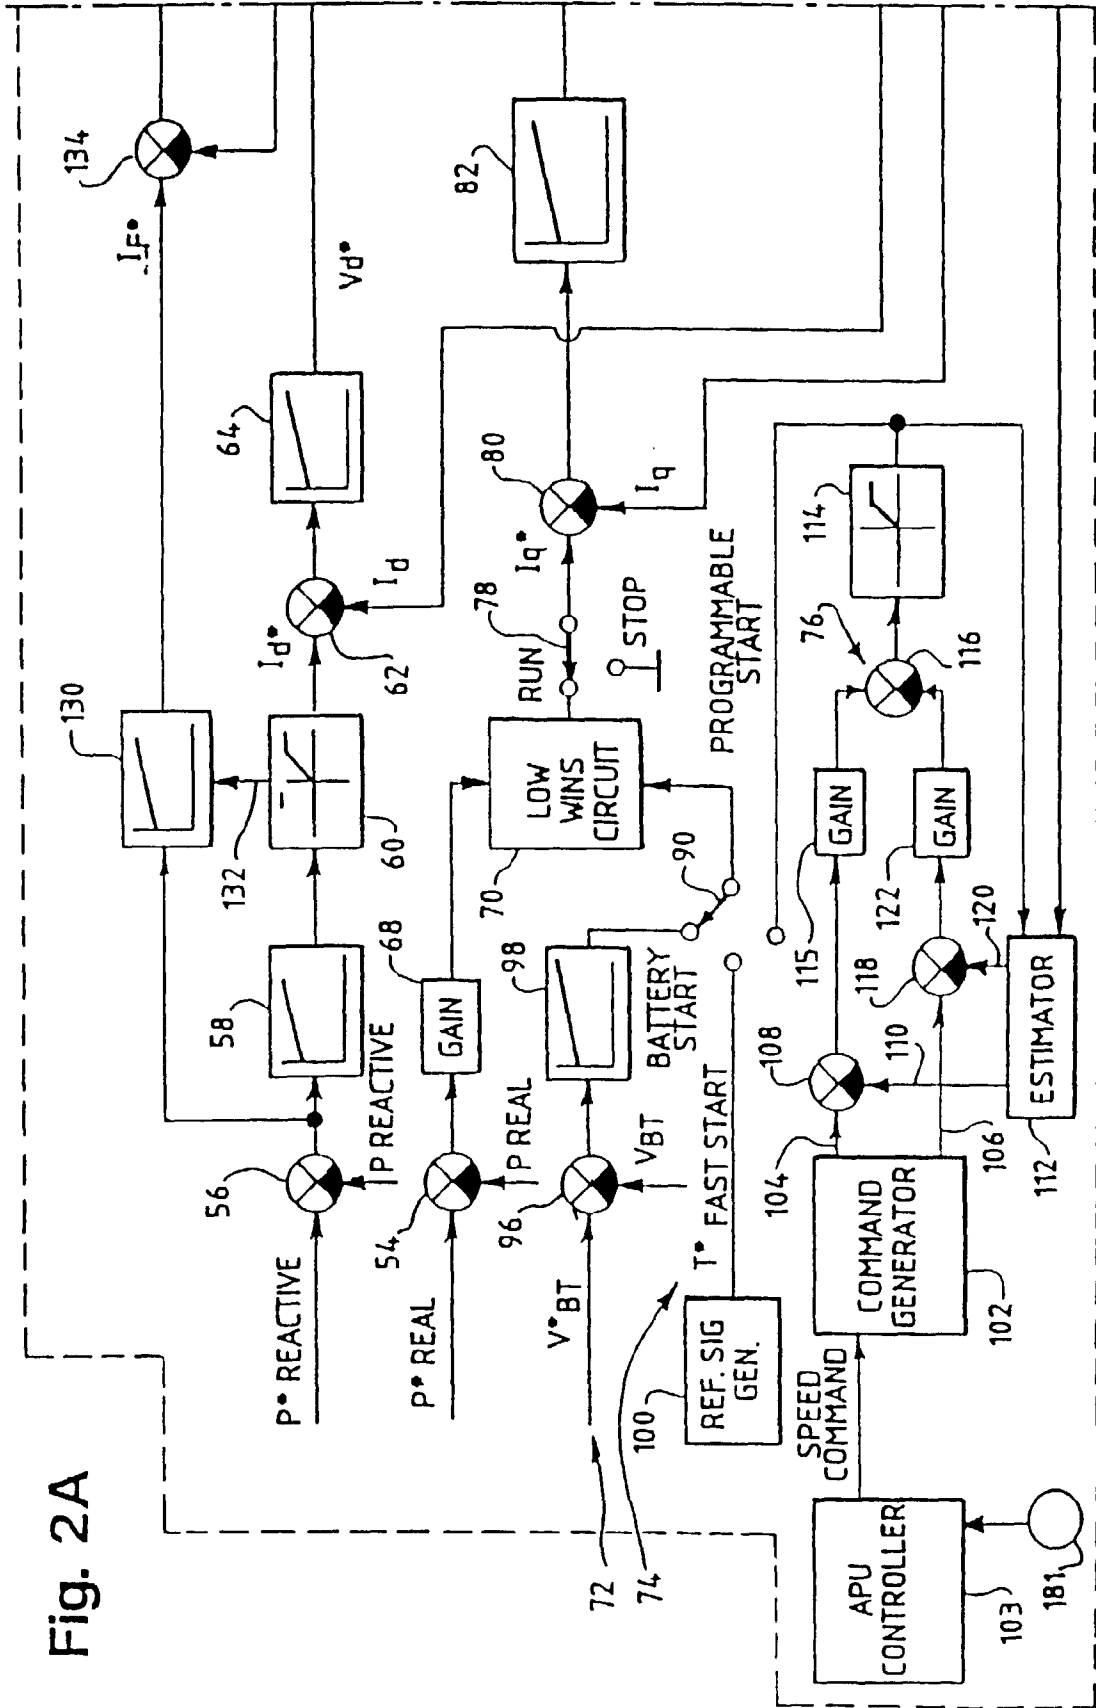 Fig. 2A
134
I_F*
130
132
Vd*
64
Id*
62
Id
60
58
56
P* REACTIVE
P REACTIVE
82
80
Iq*
Iq
78
RUN
STOP
LOW
WINS
CIRCUIT
70
68
GAIN
54
P* REAL
P REAL
98
96
V*BT
VBT
72
BATTERY
START
90
PROGRAMMABLE
START
T* FAST START
74
100
REF. SIG
GEN.
76
114
116
115
GAIN
122
GAIN
108
118
120
110
104
106
COMMAND
GENERATOR
102
ESTIMATOR
112
SPEED
COMMAND
APU
CONTROLLER
103
181